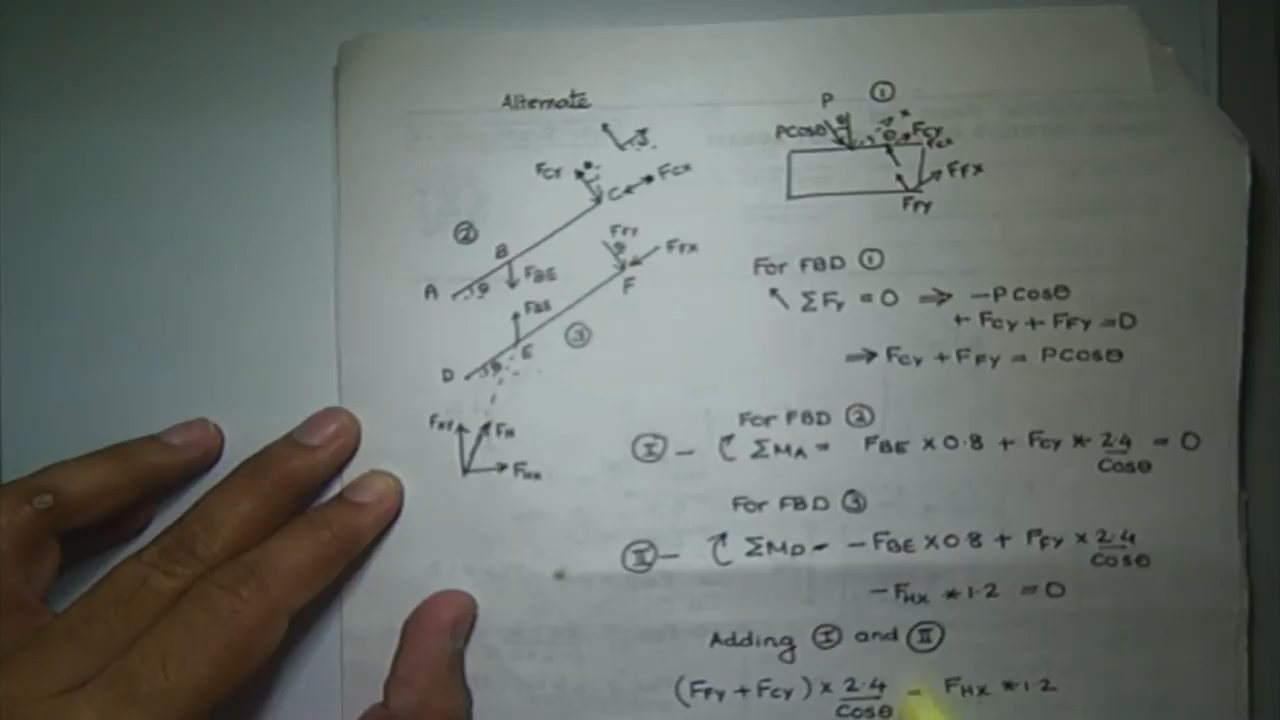 Alternate
P ①
PCosθ θ FCY
FCX
FFX
FFY
FCY FCX
C
②
B
FBE
A θ
FFY
θ FFX
F
FBE
③
E
D θ
FHY FH
FHX
For FBD ①
ΣFy = 0 ⇒ -PCosθ
+ FCY + FFY = 0
⇒ FCY + FFY = PCosθ
For FBD ②
Ⓘ - ΣMA = FBE × 0.8 + FCY * 2.4 = 0
Cosθ
For FBD ③
Ⅱ - ΣMD = -FBE × 0.8 + FFY × 2.4
Cosθ
- FHX * 1.2 = 0
Adding Ⓘ and Ⅱ
(FFY + FCY) × 2.4 = FHX * 1.2
Cosθ